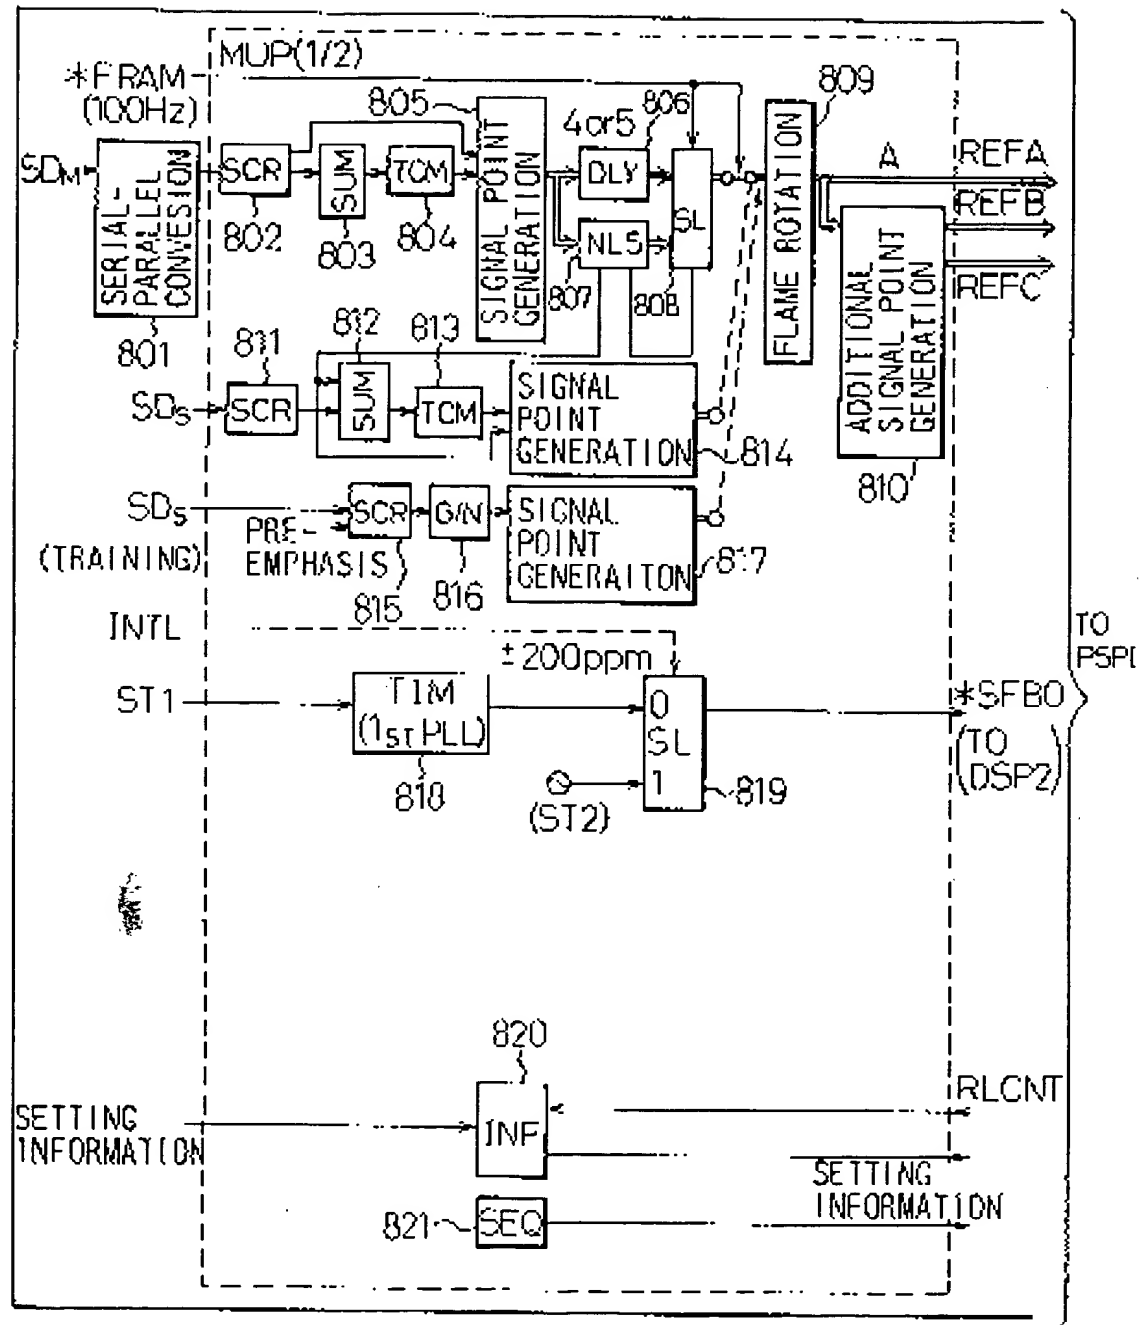 MUP(1/2)
*FRAM
(100Hz)
SDM
SERIAL-
PARALLEL
CONVESION
801
SCR
802
SUM
803
TCM
804
805
SIGNAL POINT
GENERATION
4or5
806
DLY
NLS
807
SL
808
809
FLAME ROTATION
A
REFA
REFB
REFC
ADDITIONAL
SIGNAL POINT
GENERATION
810
811
SDS
SCR
812
SUM
813
TCM
SIGNAL
POINT
GENERATION
814
SDS
(TRAINING)
PRE-
EMPHASIS
SCR
815
G/N
816
SIGNAL
POINT
GENERAITON
817
INTL
±200ppm
ST1
TIM
(1ST PLL)
818
0
SL
1
819
(ST2)
*SFBO
(TO
DSP2)
TO
820
SETTING
INFORMATION
INF
RLCNT
SETTING
INFORMATION
821
SEQ